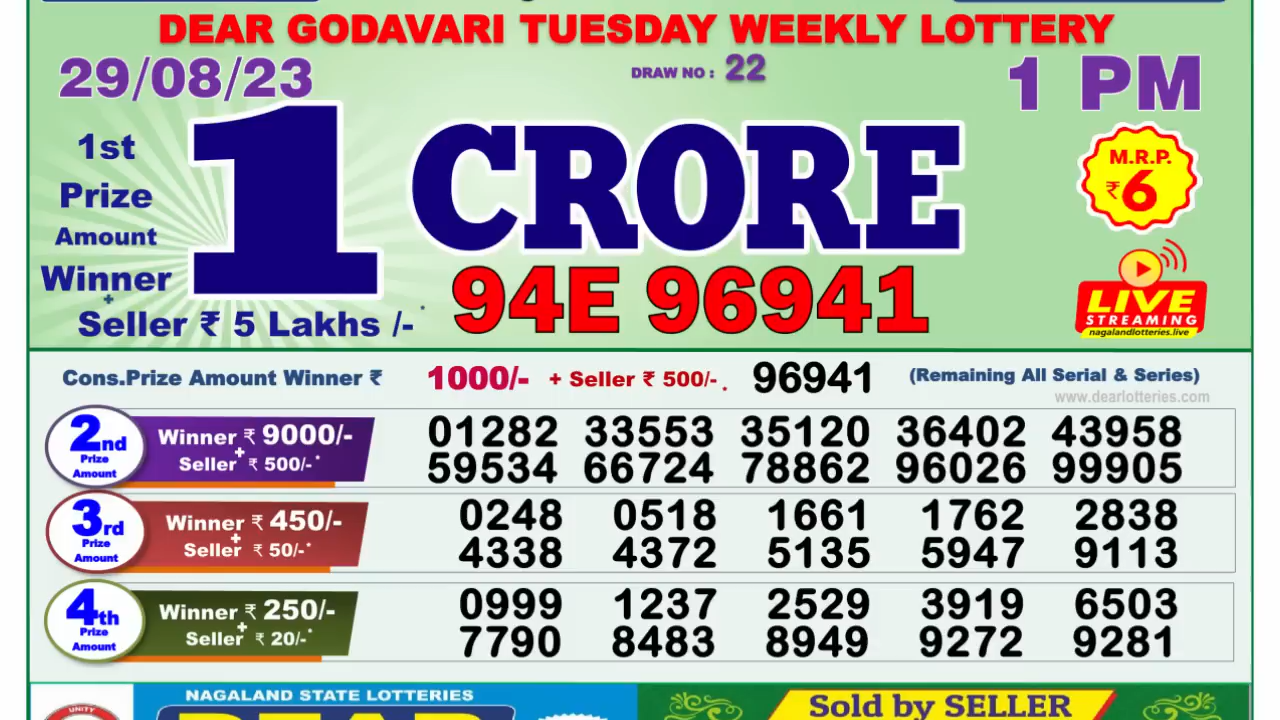 DEAR GODAVARI TUESDAY WEEKLY LOTTERY
29/08/23 DRAW NO : 22 1 PM
1st
Prize
Amount
Winner
+
Seller ₹ 5 Lakhs /-
1 CRORE
94E 96941
M.R.P.
₹6
LIVE
STREAMING
nagalandlotteries.live
Cons.Prize Amount Winner ₹ 1000/- + Seller ₹ 500/-. 96941 (Remaining All Serial & Series)
www.dearlotteries.com
2nd Prize Amount
Winner ₹ 9000/-
+
Seller ₹ 500/-*
01282 33553 35120 36402 43958
59534 66724 78862 96026 99905
3rd Prize Amount
Winner ₹ 450/-
+
Seller ₹ 50/-*
0248 0518 1661 1762 2838
4338 4372 5135 5947 9113
4th Prize Amount
Winner ₹ 250/-
+
Seller ₹ 20/-*
0999 1237 2529 3919 6503
7790 8483 8949 9272 9281
UNITY
NAGALAND STATE LOTTERIES
DEAR
Sold by SELLER